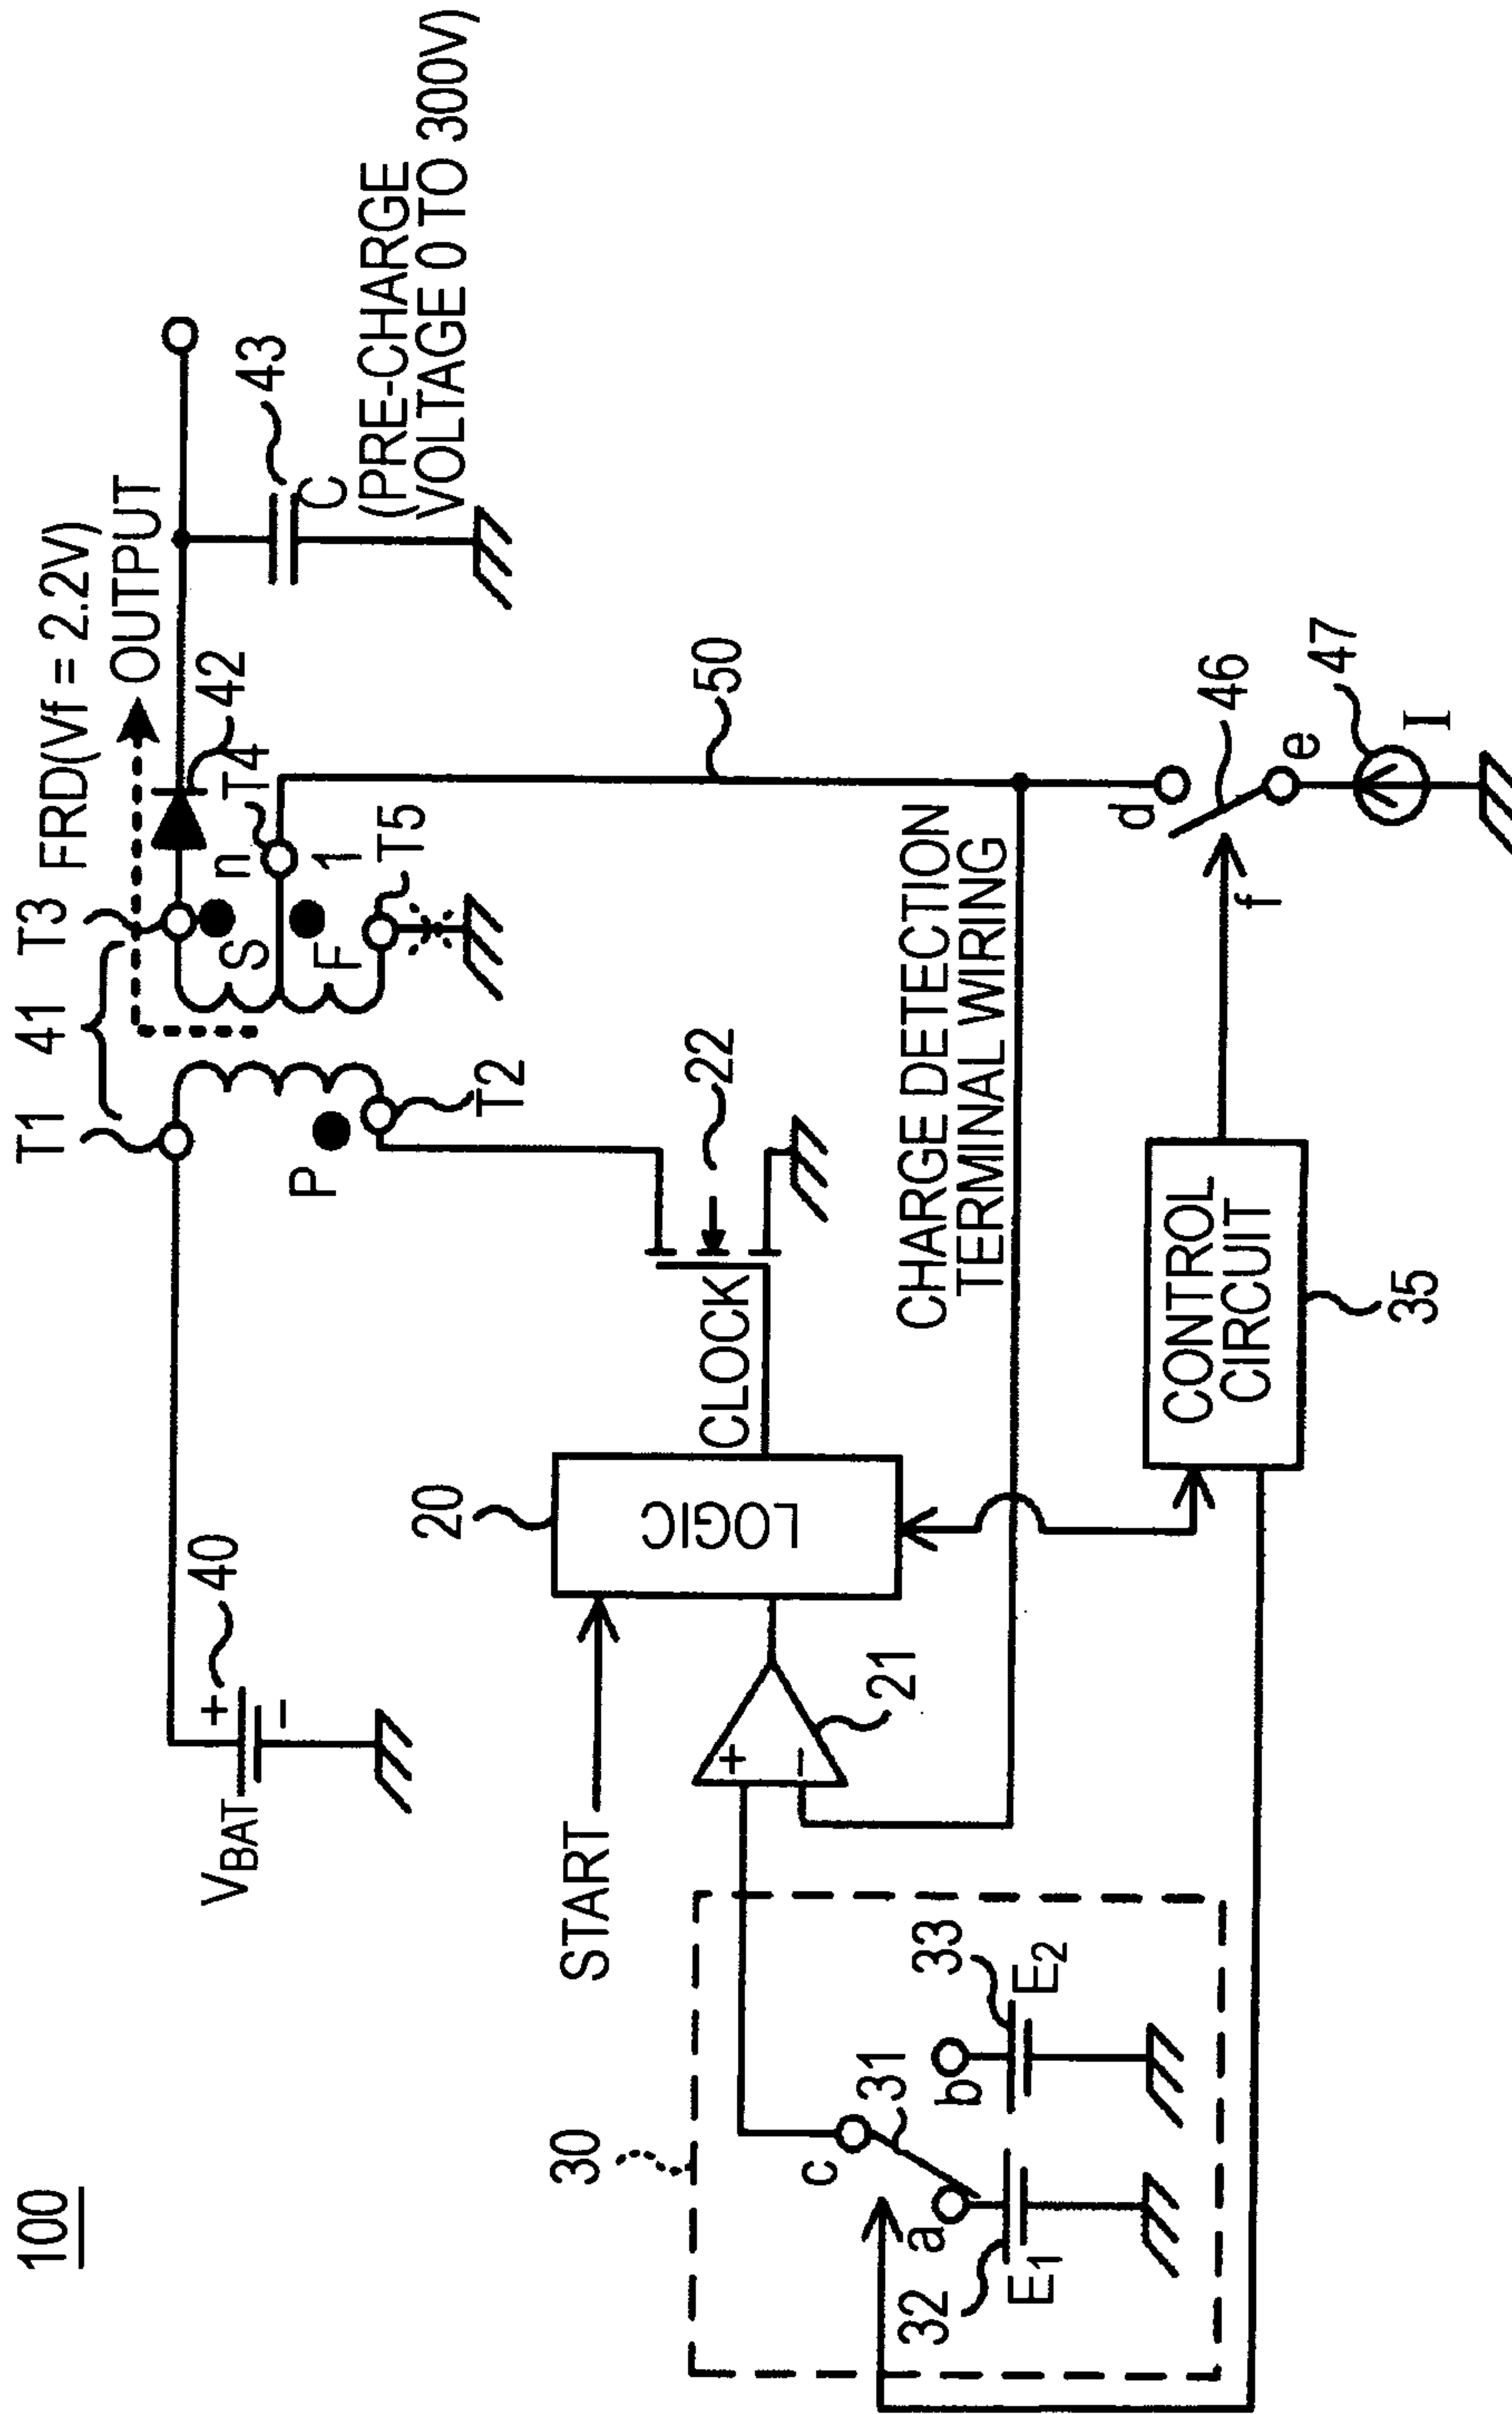 100
T1
41
T3
FRD(Vf = 2.2V)
OUTPUT
42
T4
43
C
(PRE-CHARGE
VOLTAGE 0 TO 300V)
VBAT
40
+
−
P
T2
S
n
F
1
T5
20
START
LOGIC
CLOCK
22
50
21
+
−
CHARGE DETECTION
TERMINAL WIRING
30
c
31
a
b
32
E1
33
E2
CONTROL
CIRCUIT
35
d
46
e
f
47
I